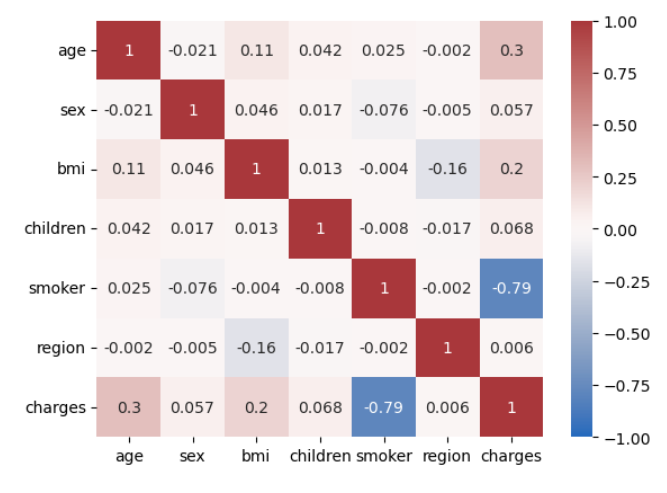 age 1 -0.021 0.11 0.042 0.025 -0.002 0.3
sex -0.021 1 0.046 0.017 -0.076 -0.005 0.057
bmi 0.11 0.046 1 0.013 -0.004 -0.16 0.2
children 0.042 0.017 0.013 1 -0.008 -0.017 0.068
smoker 0.025 -0.076 -0.004 -0.008 1 -0.002 -0.79
region -0.002 -0.005 -0.16 -0.017 -0.002 1 0.006
charges 0.3 0.057 0.2 0.068 -0.79 0.006 1
age sex bmi children smoker region charges
1.00
0.75
0.50
0.25
0.00
−0.25
−0.50
−0.75
−1.00